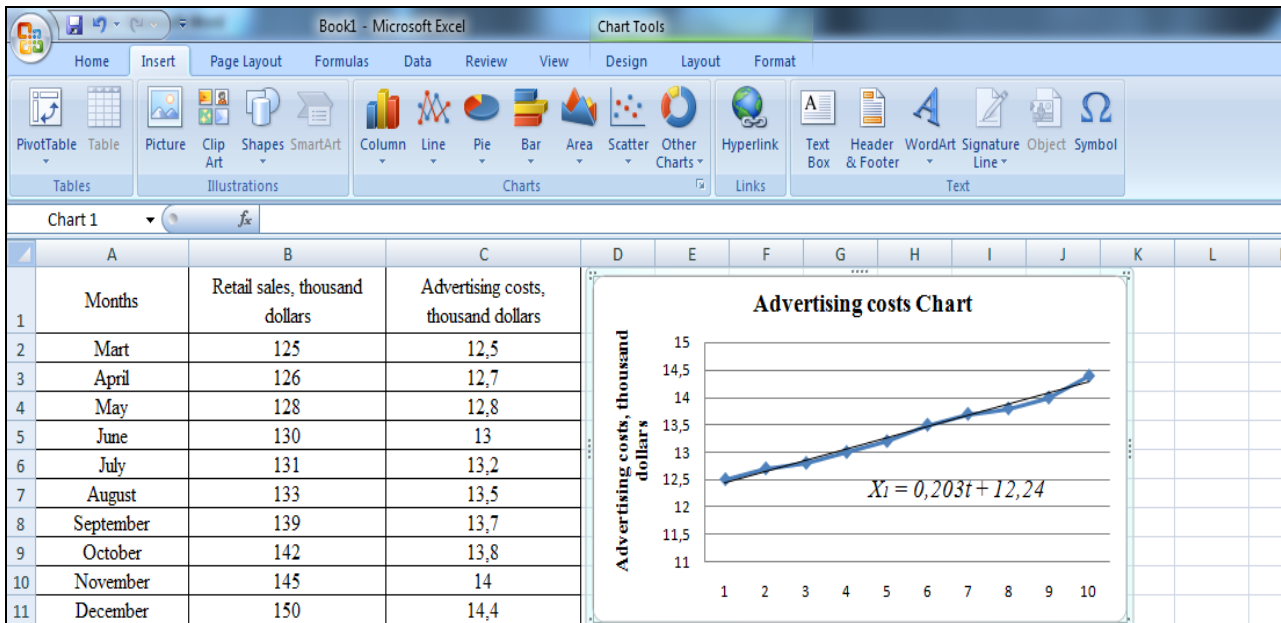 Book1 - Microsoft Excel Chart Tools
Home Insert Page Layout Formulas Data Review View Design Layout Format
PivotTable Table Picture Clip Art Shapes SmartArt Column Line Pie Bar Area Scatter Other Charts Hyperlink Text Box Header & Footer WordArt Signature Line Object Symbol
Tables Illustrations Charts Links Text
Chart 1 fx
A B C D E F G H I J K L
1 Months Retail sales, thousand dollars Advertising costs, thousand dollars
2 Mart 125 12,5
3 April 126 12,7
4 May 128 12,8
5 June 130 13
6 July 131 13,2
7 August 133 13,5
8 September 139 13,7
9 October 142 13,8
10 November 145 14
11 December 150 14,4
Advertising costs Chart
Advertising costs, thousand
dollars
15
14,5
14
13,5
13
12,5
12
11,5
11
X1 = 0,203t + 12,24
1 2 3 4 5 6 7 8 9 10